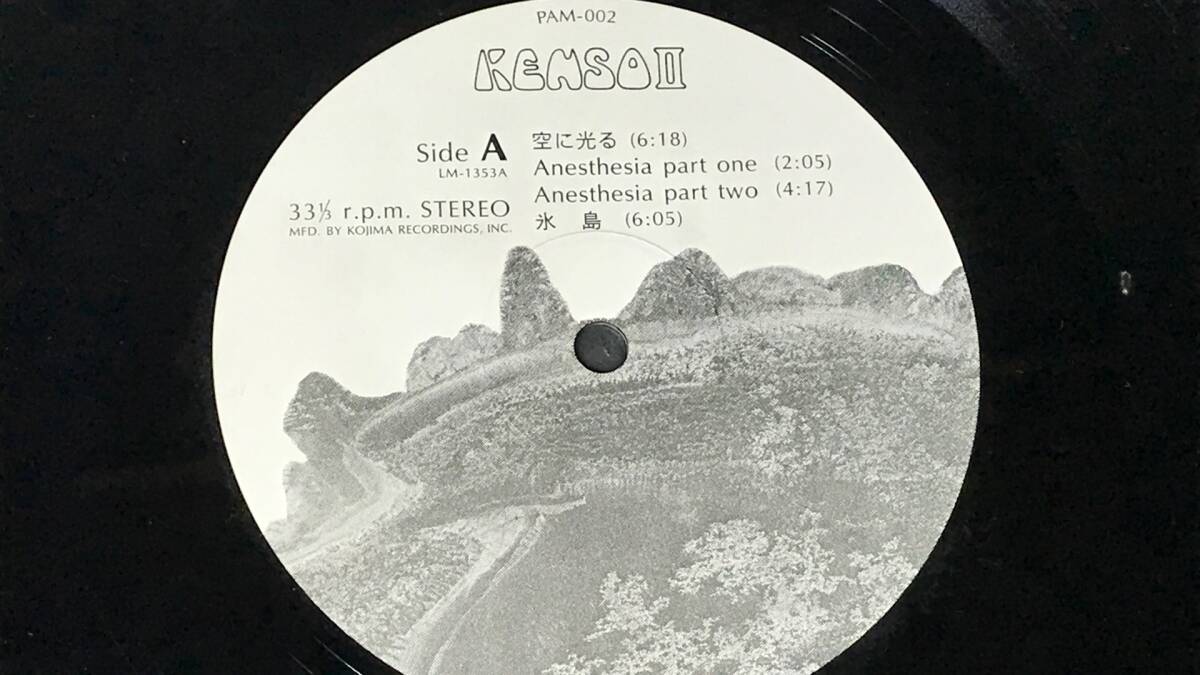 PAM-002
KENSO II
Side A
LM-1353A
33⅓ r.p.m. STEREO
MFD. BY KOJIMA RECORDINGS, INC.
空に光る (6:18)
Anesthesia part one (2:05)
Anesthesia part two (4:17)
氷 島 (6:05)